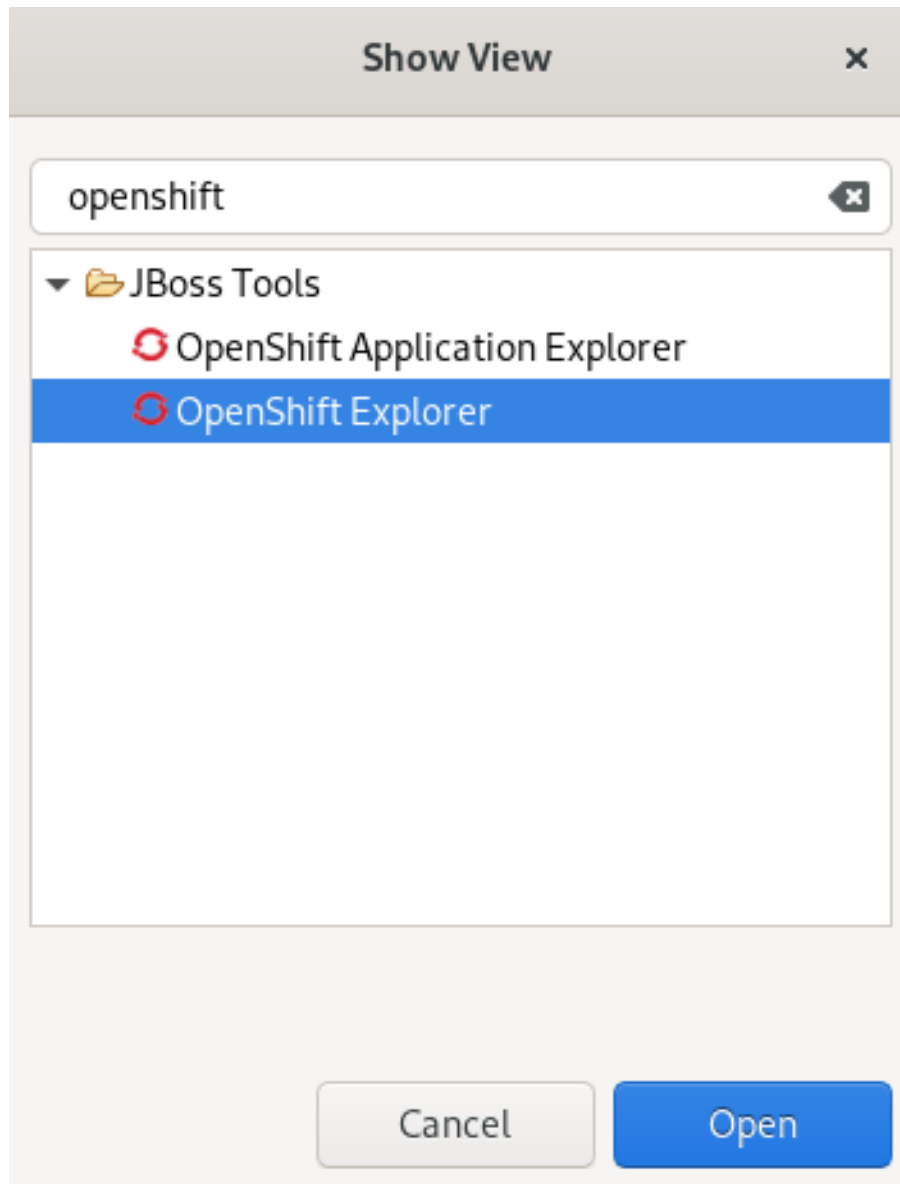 Show View
openshift
JBoss Tools
OpenShift Application Explorer
OpenShift Explorer
Cancel Open